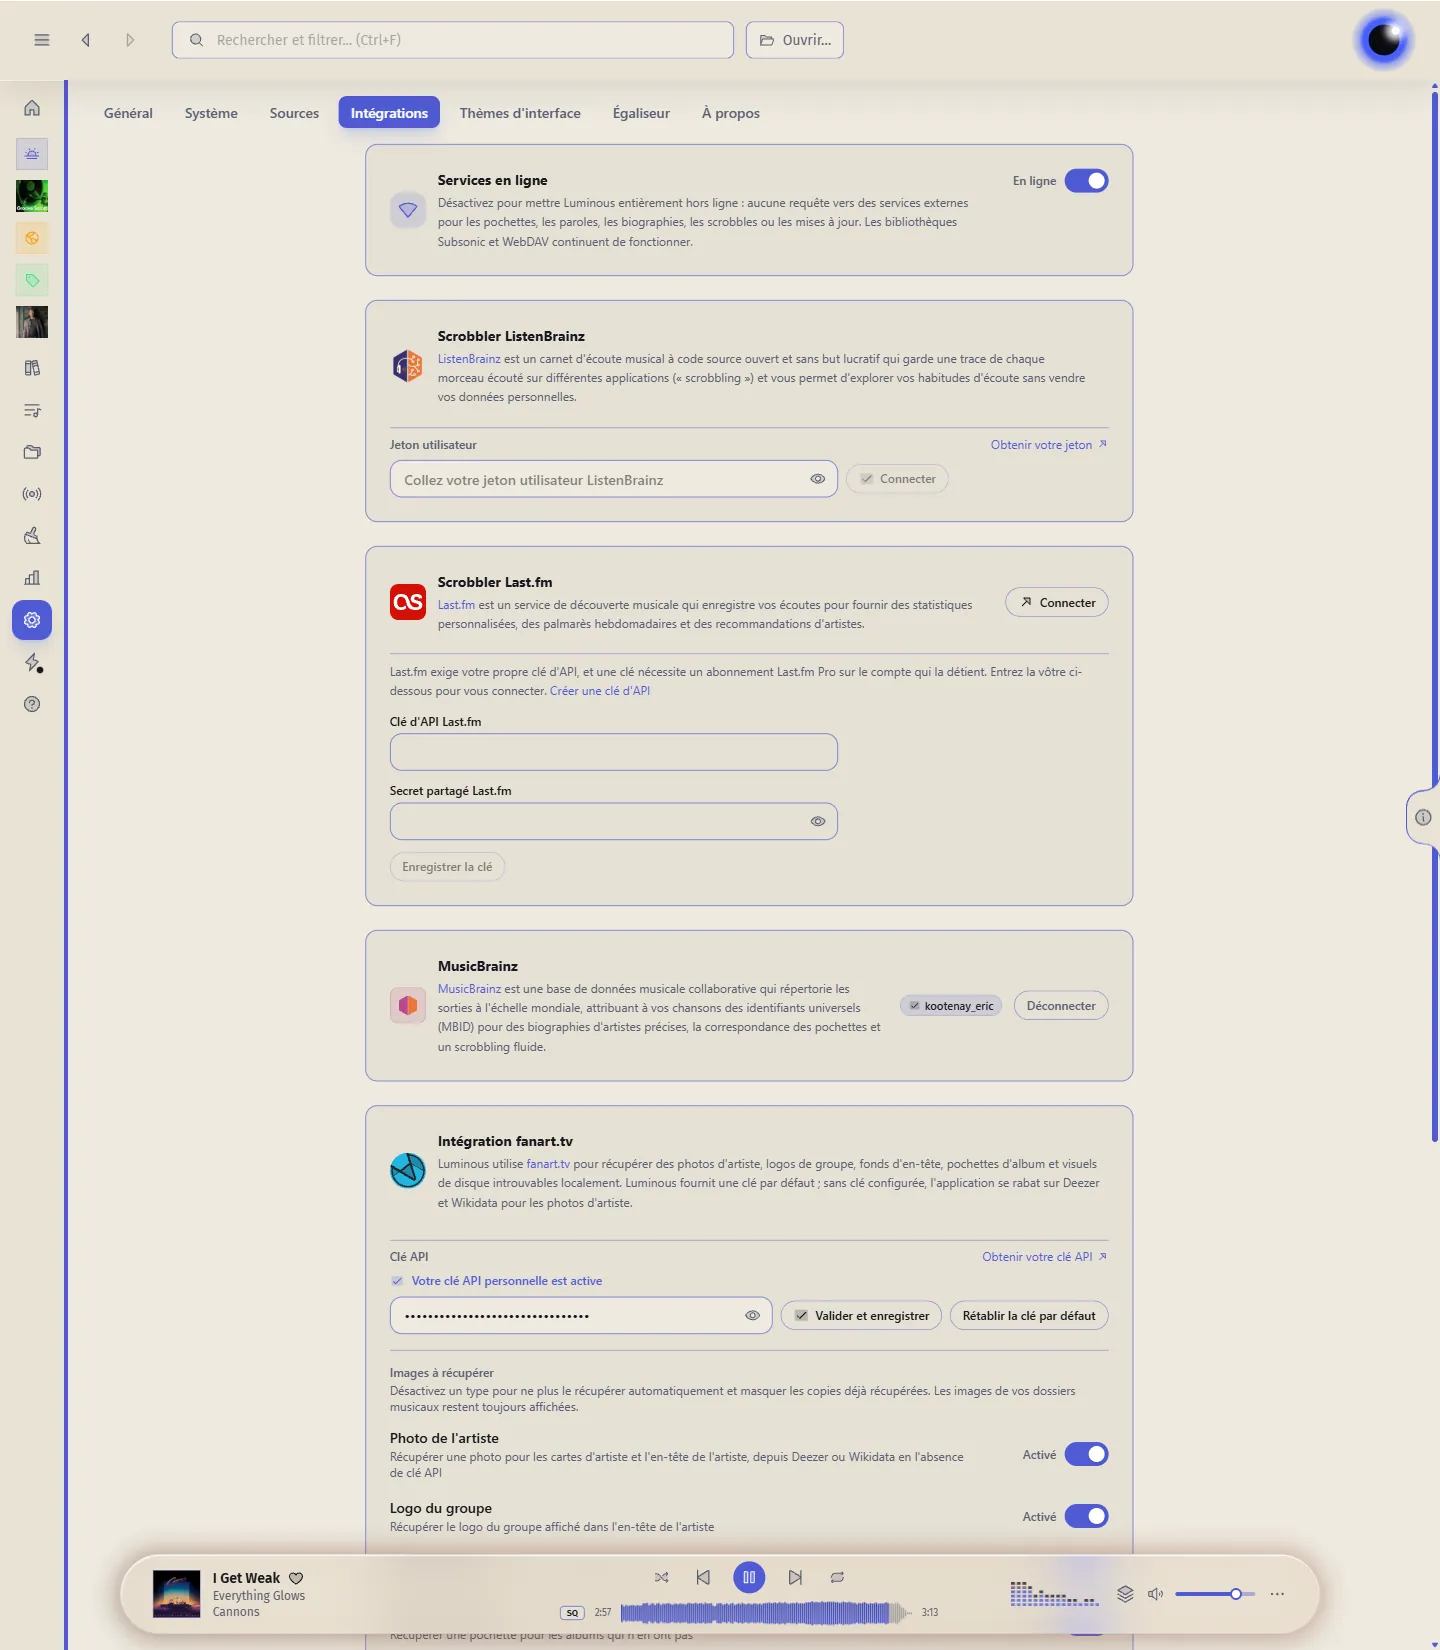 Rechercher et filtrer... (Ctrl+F)
Ouvrir...
Général
Système
Sources
Intégrations
Thèmes d'interface
Égaliseur
À propos
Services en ligne
En ligne
Désactivez pour mettre Luminous entièrement hors ligne : aucune requête vers des services externes
pour les pochettes, les paroles, les biographies, les scrobbles ou les mises à jour. Les bibliothèques
Subsonic et WebDAV continuent de fonctionner.
Scrobbler ListenBrainz
ListenBrainz est un carnet d'écoute musical à code source ouvert et sans but lucratif qui garde une trace de chaque
morceau écouté sur différentes applications (« scrobbling ») et vous permet d'explorer vos habitudes d'écoute sans vendre
vos données personnelles.
Jeton utilisateur
Obtenir votre jeton
Collez votre jeton utilisateur ListenBrainz
Connecter
Scrobbler Last.fm
Last.fm est un service de découverte musicale qui enregistre vos écoutes pour fournir des statistiques
personnalisées, des palmarès hebdomadaires et des recommandations d'artistes.
Connecter
Last.fm exige votre propre clé d'API, et une clé nécessite un abonnement Last.fm Pro sur le compte qui la détient. Entrez la vôtre ci-
dessous pour vous connecter. Créer une clé d'API
Clé d'API Last.fm
Secret partagé Last.fm
Enregistrer la clé
MusicBrainz
MusicBrainz est une base de données musicale collaborative qui répertorie les
sorties à l'échelle mondiale, attribuant à vos chansons des identifiants universels
(MBID) pour des biographies d'artistes précises, la correspondance des pochettes et
un scrobbling fluide.
kootenay_eric
Déconnecter
Intégration fanart.tv
Luminous utilise fanart.tv pour récupérer des photos d'artiste, logos de groupe, fonds d'en-tête, pochettes d'album et visuels
de disque introuvables localement. Luminous fournit une clé par défaut ; sans clé configurée, l'application se rabat sur Deezer
et Wikidata pour les photos d'artiste.
Clé API
Obtenir votre clé API
Votre clé API personnelle est active
Valider et enregistrer
Rétablir la clé par défaut
Images à récupérer
Désactivez un type pour ne plus le récupérer automatiquement et masquer les copies déjà récupérées. Les images de vos dossiers
musicaux restent toujours affichées.
Photo de l'artiste
Récupérer une photo pour les cartes d'artiste et l'en-tête de l'artiste, depuis Deezer ou Wikidata en l'absence
de clé API
Activé
Logo du groupe
Récupérer le logo du groupe affiché dans l'en-tête de l'artiste
Activé
I Get Weak
Everything Glows
Cannons
SQ
2:57
3:13
Récupérer une pochette pour les albums qui n'en ont pas